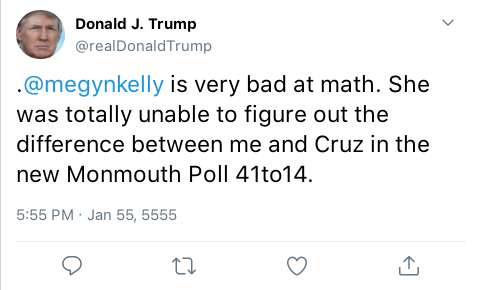 Donald J. Trump
@realDonaldTrump
.@megynkelly is very bad at math. She
was totally unable to figure out the
difference between me and Cruz in the
new Monmouth Poll 41to14.
5:55 PM · Jan 55, 5555